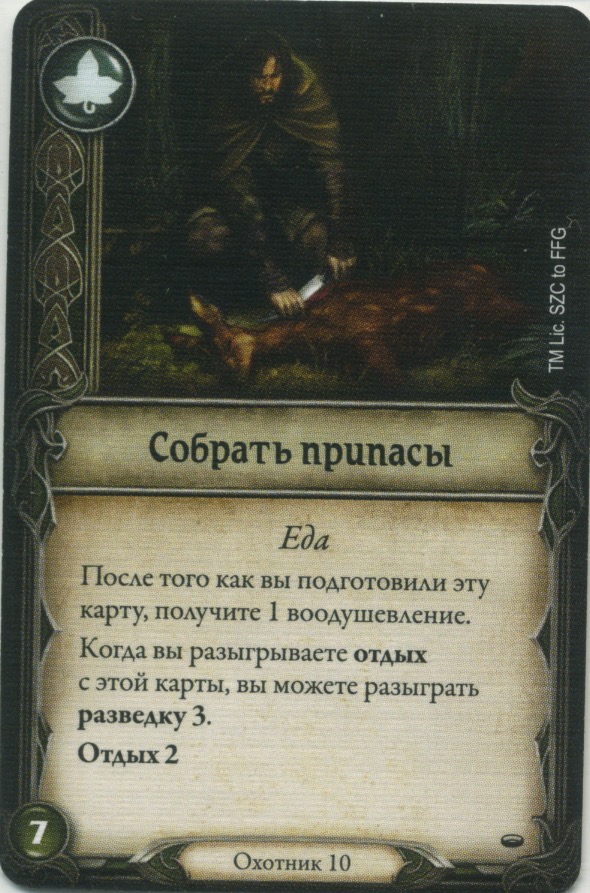 TM Lic. SZC to FFG
Собрать припасы
Еда
После того как вы подготовили эту
карту, получите 1 воодушевление.
Когда вы разыгрываете отдых
с этой карты, вы можете разыграть
разведку 3.
Отдых 2
7
Охотник 10